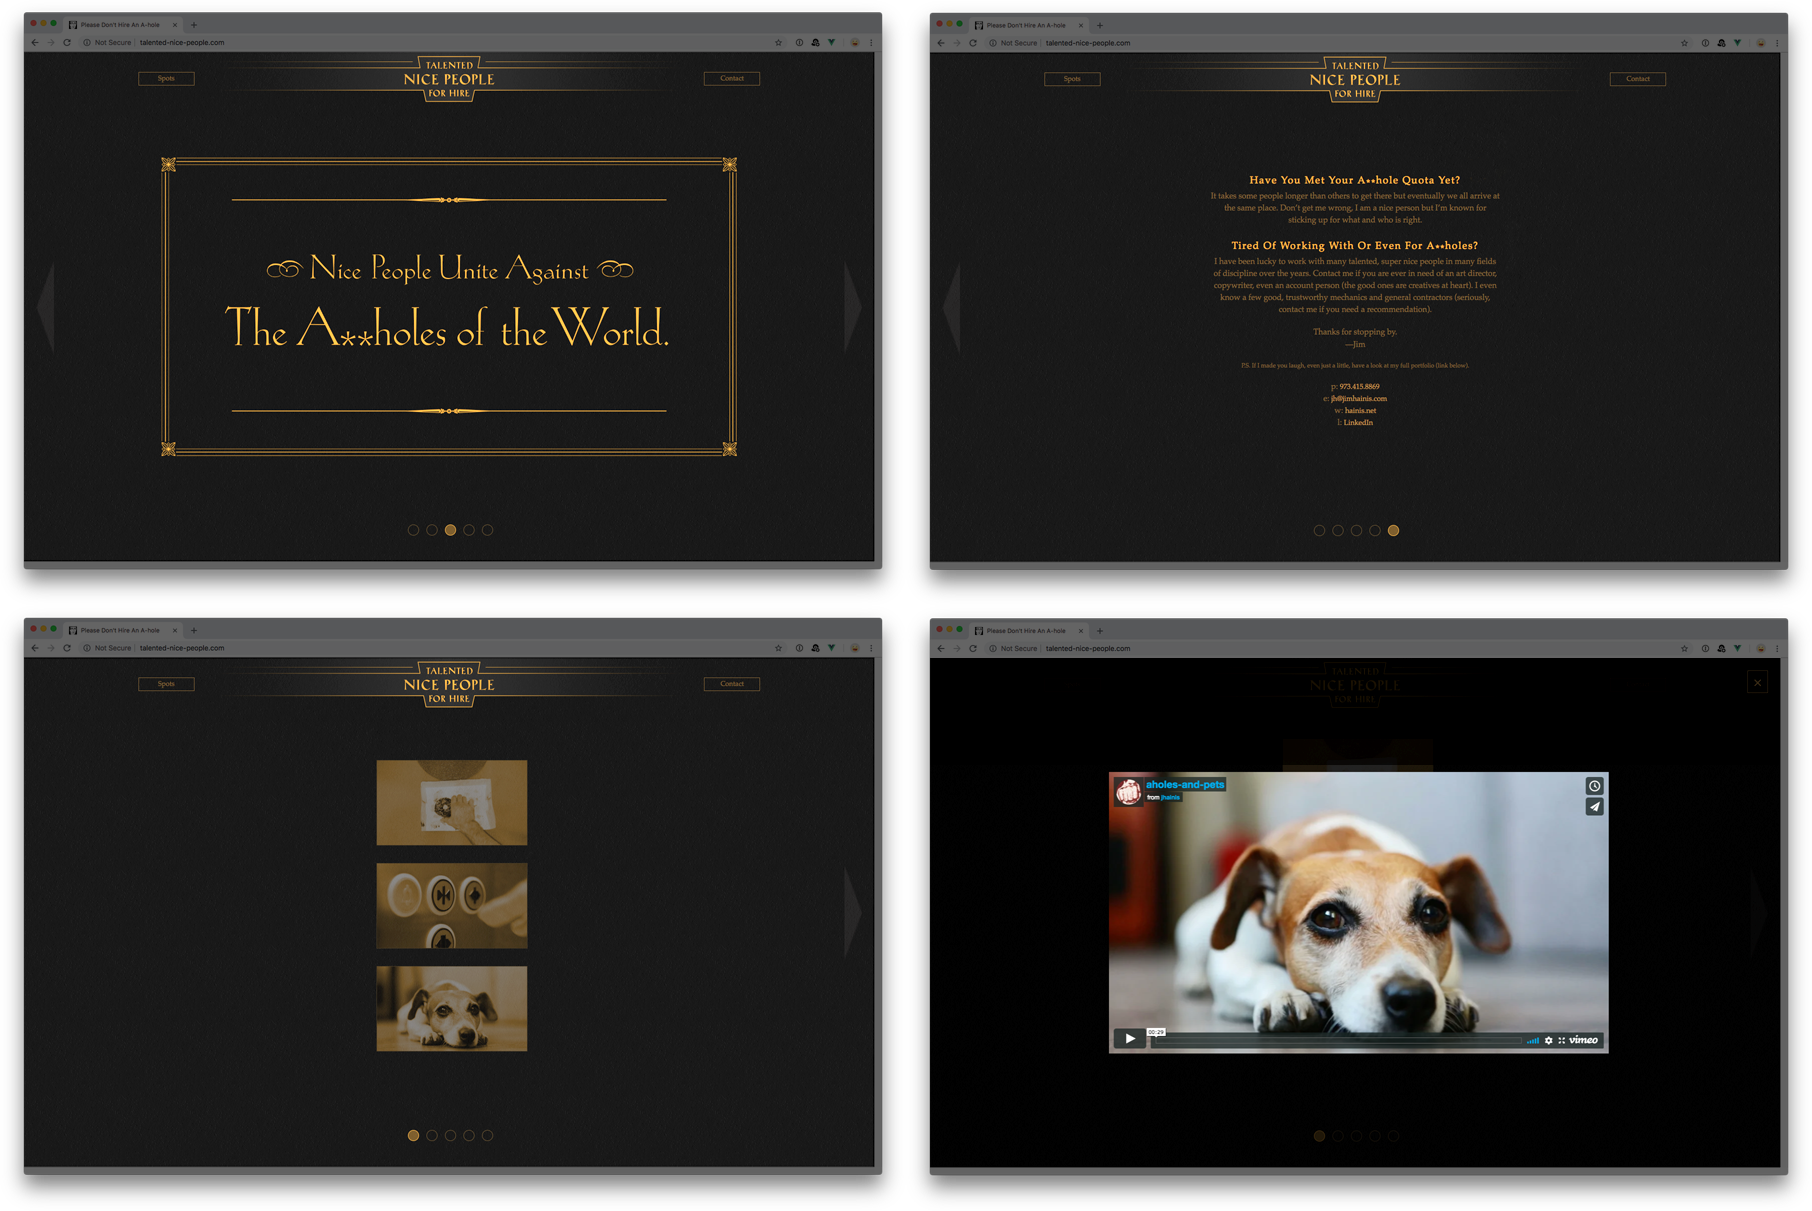 Please Don't Hire An A-hole
Not Secure | talented-nice-people.com
Spots
TALENTED
NICE PEOPLE
FOR HIRE
Contact
Nice People Unite Against
The A**holes of the World.
Please Don't Hire An A-hole
Not Secure | talented-nice-people.com
Spots
TALENTED
NICE PEOPLE
FOR HIRE
Contact
Have You Met Your A**hole Quota Yet?
It takes some people longer than others to get there but eventually we all arrive at
the same place. Don't get me wrong, I am a nice person but I'm known for
sticking up for what and who is right.
Tired Of Working With Or Even For A**holes?
I have been lucky to work with many talented, super nice people in many fields
of discipline over the years. Contact me if you are ever in need of an art director,
copywriter, even an account person (the good ones are creatives at heart). I even
know a few good, trustworthy mechanics and general contractors (seriously,
contact me if you need a recommendation).
Thanks for stopping by.
—Jim
P.S. If I made you laugh, even just a little, have a look at my full portfolio (link below).
p: 973.415.8869
e: jh@jimhainis.com
w: hainis.net
l: LinkedIn
Please Don't Hire An A-hole
Not Secure | talented-nice-people.com
Spots
TALENTED
NICE PEOPLE
FOR HIRE
Contact
Please Don't Hire An A-hole
Not Secure | talented-nice-people.com
TALENTED
NICE PEOPLE
FOR HIRE
aholes-and-pets
from jhainis
00:29
vimeo